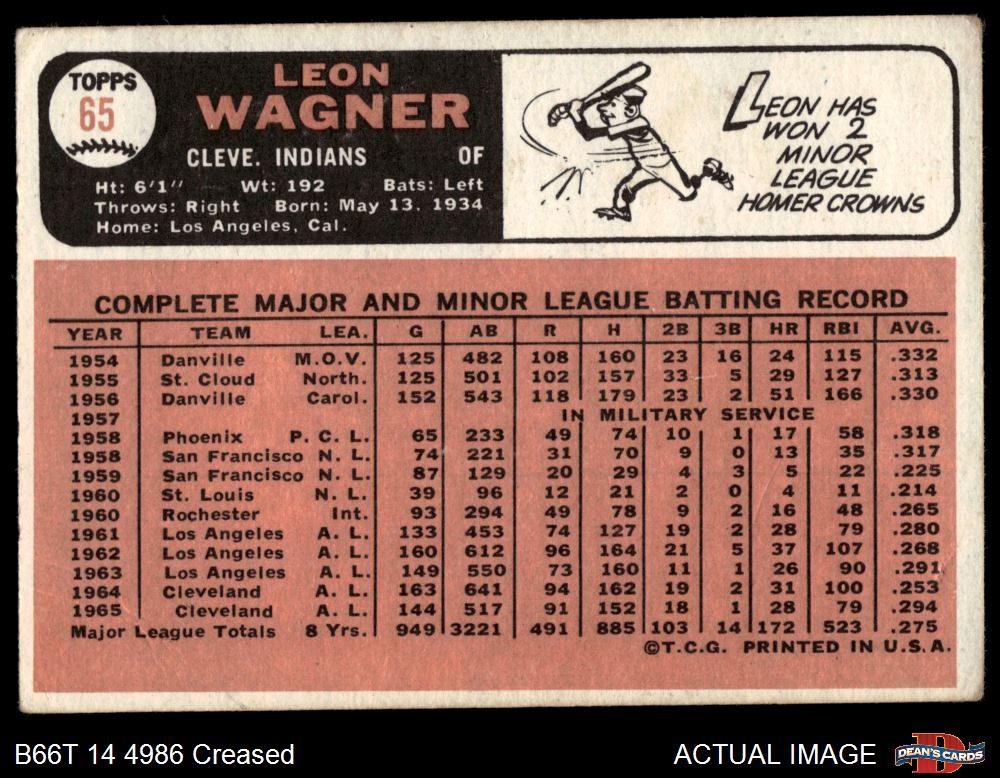 TOPPS
65
LEON
WAGNER
CLEVE. INDIANS OF
Ht: 6'1" Wt: 192 Bats: Left
Throws: Right Born: May 13, 1934
Home: Los Angeles, Cal.
LEON HAS
WON 2
MINOR
LEAGUE
HOMER CROWNS
COMPLETE MAJOR AND MINOR LEAGUE BATTING RECORD
YEAR TEAM LEA. G AB R H 2B 3B HR RBI AVG.
1954 Danville M.O.V. 125 482 108 160 23 16 24 115 .332
1955 St. Cloud North. 125 501 102 157 33 5 29 127 .313
1956 Danville Carol. 152 543 118 179 23 2 51 166 .330
1957 IN MILITARY SERVICE
1958 Phoenix P. C. L. 65 233 49 74 10 1 17 58 .318
1958 San Francisco N. L. 74 221 31 70 9 0 13 35 .317
1959 San Francisco N. L. 87 129 20 29 4 3 5 22 .225
1960 St. Louis N. L. 39 96 12 21 2 0 4 11 .214
1960 Rochester Int. 93 294 49 78 9 2 16 48 .265
1961 Los Angeles A. L. 133 453 74 127 19 2 28 79 .280
1962 Los Angeles A. L. 160 612 96 164 21 5 37 107 .268
1963 Los Angeles A. L. 149 550 73 160 11 1 26 90 .291
1964 Cleveland A. L. 163 641 94 162 19 2 31 100 .253
1965 Cleveland A. L. 144 517 91 152 18 1 28 79 .294
Major League Totals 8 Yrs. 949 3221 491 885 103 14 172 523 .275
©T.C.G. PRINTED IN U.S.A.
B66T 14 4986 Creased ACTUAL IMAGE
DEAN'S CARDS